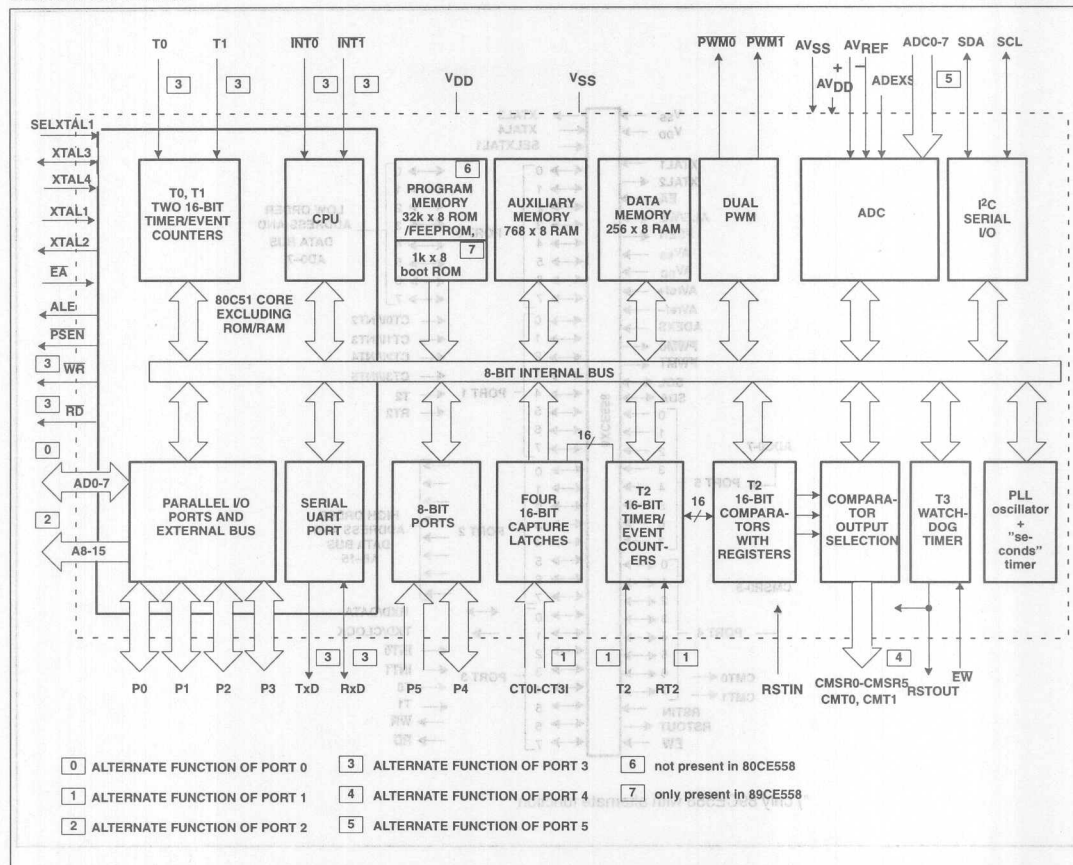 T0 T1 INT0 INT1 PWM0 PWM1 AVSS AVREF ADC0-7 SDA SCL
3 3 3 3 VDD VSS + − AVDD ADEXS 5
SELXTAL1
XTAL3
XTAL4
XTAL1
XTAL2
EA
ALE
PSEN
3 WR
3 RD
0
AD0-7
2
A8-15
T0, T1
TWO 16-BIT
TIMER/EVENT
COUNTERS
CPU
6
PROGRAM
MEMORY
32k x 8 ROM
/FEEPROM,
7
1k x 8
boot ROM
AUXILIARY
MEMORY
768 x 8 RAM
DATA
MEMORY
256 x 8 RAM
DUAL
PWM
ADC
I2C
SERIAL
I/O
80C51 CORE
EXCLUDING
ROM/RAM
8-BIT INTERNAL BUS
16
16
PARALLEL I/O
PORTS AND
EXTERNAL BUS
SERIAL
UART
PORT
8-BIT
PORTS
FOUR
16-BIT
CAPTURE
LATCHES
T2
16-BIT
TIMER/
EVENT
COUNT-
ERS
T2
16-BIT
COMPARA-
TORS
WITH
REGISTERS
COMPARA-
TOR
OUTPUT
SELECTION
T3
WATCH-
DOG
TIMER
PLL
oscillator
+
"se-
conds"
timer
3 3 1 1 1 4
P0 P1 P2 P3 TxD RxD P5 P4 CT0I-CT3I T2 RT2 RSTIN CMSR0-CMSR5 RSTOUT EW
CMT0, CMT1
0 ALTERNATE FUNCTION OF PORT 0 3 ALTERNATE FUNCTION OF PORT 3 6 not present in 80CE558
1 ALTERNATE FUNCTION OF PORT 1 4 ALTERNATE FUNCTION OF PORT 4 7 only present in 89CE558
2 ALTERNATE FUNCTION OF PORT 2 5 ALTERNATE FUNCTION OF PORT 5